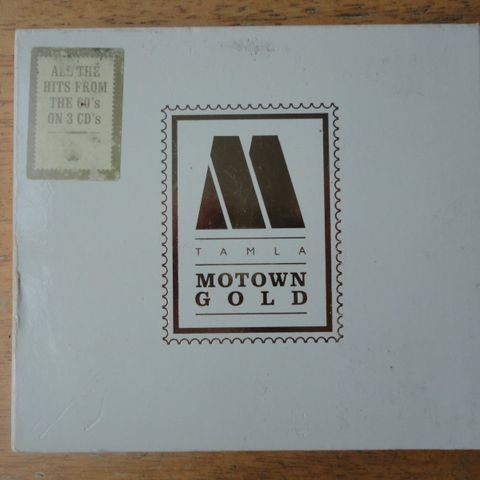 ALL THE
HITS FROM
THE 60's
ON 3 CD's
TAMLA
MOTOWN
GOLD